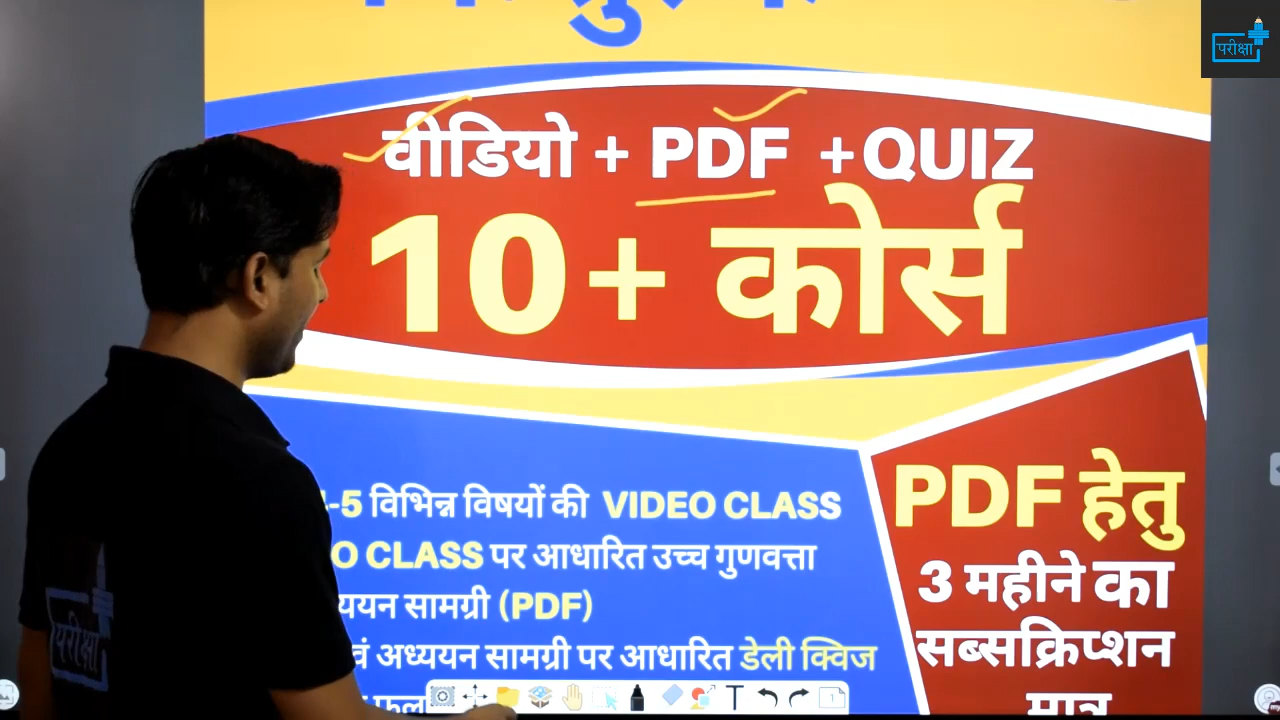 परीक्षा
वीडियो + PDF +QUIZ
10+ कोर्स
-5 विभिन्न विषयों की VIDEO CLASS
CLASS पर आधारित उच्च गुणवत्ता
सामग्री (PDF)
अध्ययन सामग्री पर आधारित डेली क्विज
PDF हेतु
3 महीने का
सब्सक्रिप्शन
मात्र
परीक्षा